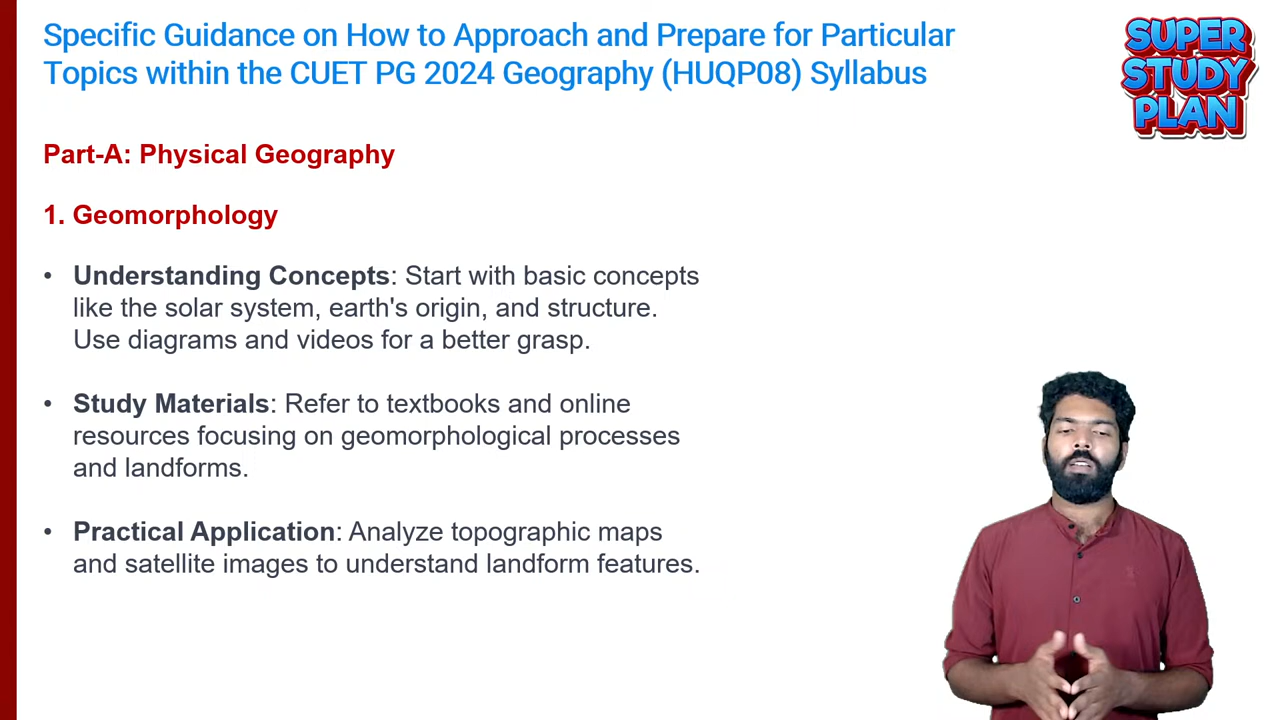 Specific Guidance on How to Approach and Prepare for Particular
Topics within the CUET PG 2024 Geography (HUQP08) Syllabus
SUPER
STUDY
PLAN
Part-A: Physical Geography
1. Geomorphology
• Understanding Concepts: Start with basic concepts
like the solar system, earth's origin, and structure.
Use diagrams and videos for a better grasp.
• Study Materials: Refer to textbooks and online
resources focusing on geomorphological processes
and landforms.
• Practical Application: Analyze topographic maps
and satellite images to understand landform features.